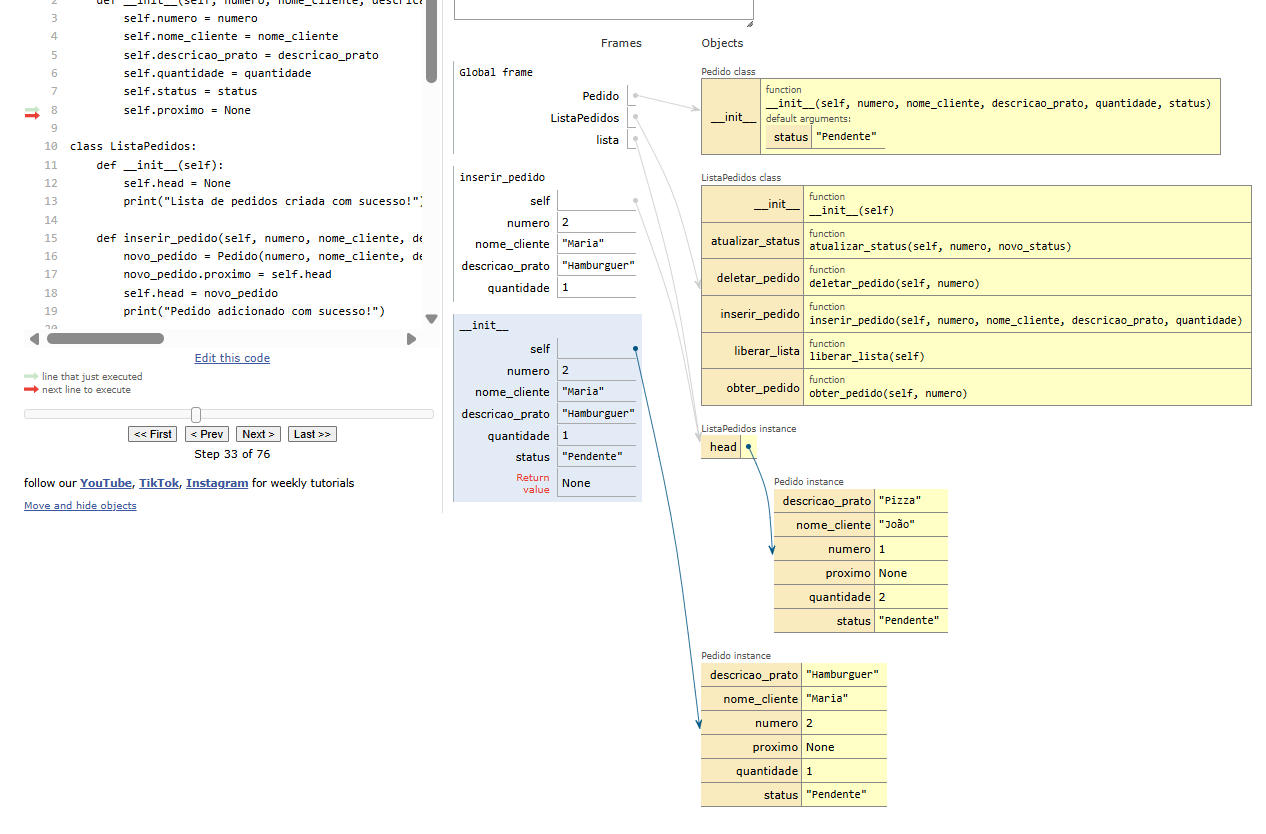 2 def __init__(self, numero, nome_cliente, descrica
3 self.numero = numero
4 self.nome_cliente = nome_cliente
5 self.descricao_prato = descricao_prato
6 self.quantidade = quantidade
7 self.status = status
8 self.proximo = None
9
10 class ListaPedidos:
11 def __init__(self):
12 self.head = None
13 print("Lista de pedidos criada com sucesso!")
14
15 def inserir_pedido(self, numero, nome_cliente, de
16 novo_pedido = Pedido(numero, nome_cliente, de
17 novo_pedido.proximo = self.head
18 self.head = novo_pedido
19 print("Pedido adicionado com sucesso!")
20
Edit this code
line that just executed
next line to execute
<< First
< Prev
Next >
Last >>
Step 33 of 76
follow our YouTube, TikTok, Instagram for weekly tutorials
Move and hide objects
Frames
Objects
Global frame
Pedido
ListaPedidos
lista
inserir_pedido
self
numero 2
nome_cliente "Maria"
descricao_prato "Hamburguer"
quantidade 1
__init__
self
numero 2
nome_cliente "Maria"
descricao_prato "Hamburguer"
quantidade 1
status "Pendente"
Return
value None
Pedido class
__init__
function
__init__(self, numero, nome_cliente, descricao_prato, quantidade, status)
default arguments:
status "Pendente"
ListaPedidos class
__init__
function
__init__(self)
atualizar_status
function
atualizar_status(self, numero, novo_status)
deletar_pedido
function
deletar_pedido(self, numero)
inserir_pedido
function
inserir_pedido(self, numero, nome_cliente, descricao_prato, quantidade)
liberar_lista
function
liberar_lista(self)
obter_pedido
function
obter_pedido(self, numero)
ListaPedidos instance
head
Pedido instance
descricao_prato "Pizza"
nome_cliente "João"
numero 1
proximo None
quantidade 2
status "Pendente"
Pedido instance
descricao_prato "Hamburguer"
nome_cliente "Maria"
numero 2
proximo None
quantidade 1
status "Pendente"